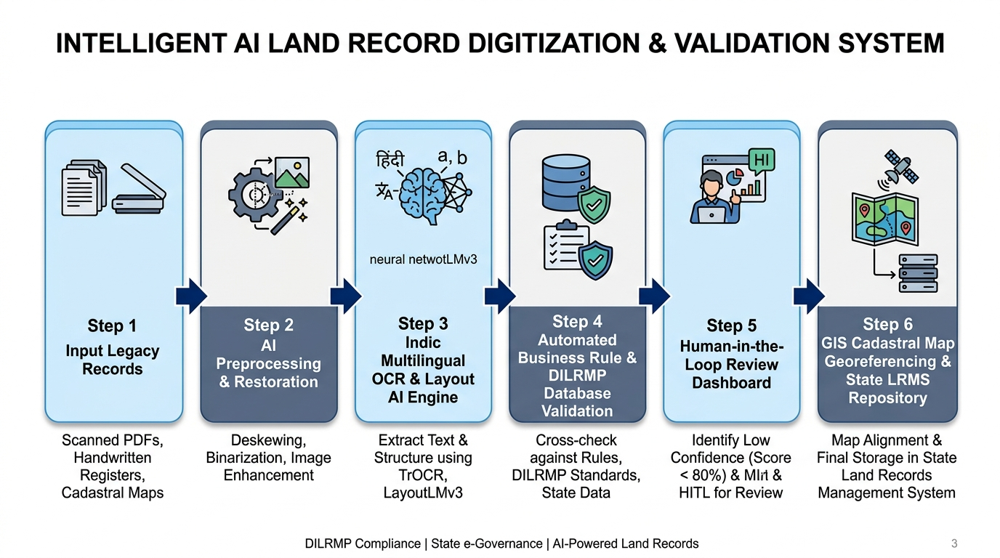 INTELLIGENT AI LAND RECORD DIGITIZATION & VALIDATION SYSTEM
Step 1
Input Legacy
Records
Scanned PDFs,
Handwritten
Registers,
Cadastral Maps
Step 2
AI
Preprocessing
& Restoration
Deskewing,
Binarization, Image
Enhancement
हिंदी
a, b
文A
neural netwotLMv3
Step 3
Indic
Multilingual
OCR & Layout
AI Engine
Extract Text &
Structure using
TrOCR,
LayoutLMv3
Step 4
Automated
Business Rule &
DILRMP
Database
Validation
Cross-check
against Rules,
DILRMP Standards,
State Data
HI
Step 5
Human-in-the-
Loop Review
Dashboard
Identify Low
Confidence (Score
< 80%) & &
HITL for Review
Step 6
GIS Cadastral Map
Georeferencing &
State LRMS
Repository
Map Alignment &
Final Storage in State
Land Records
Management System
DILRMP Compliance | State e-Governance | AI-Powered Land Records
3